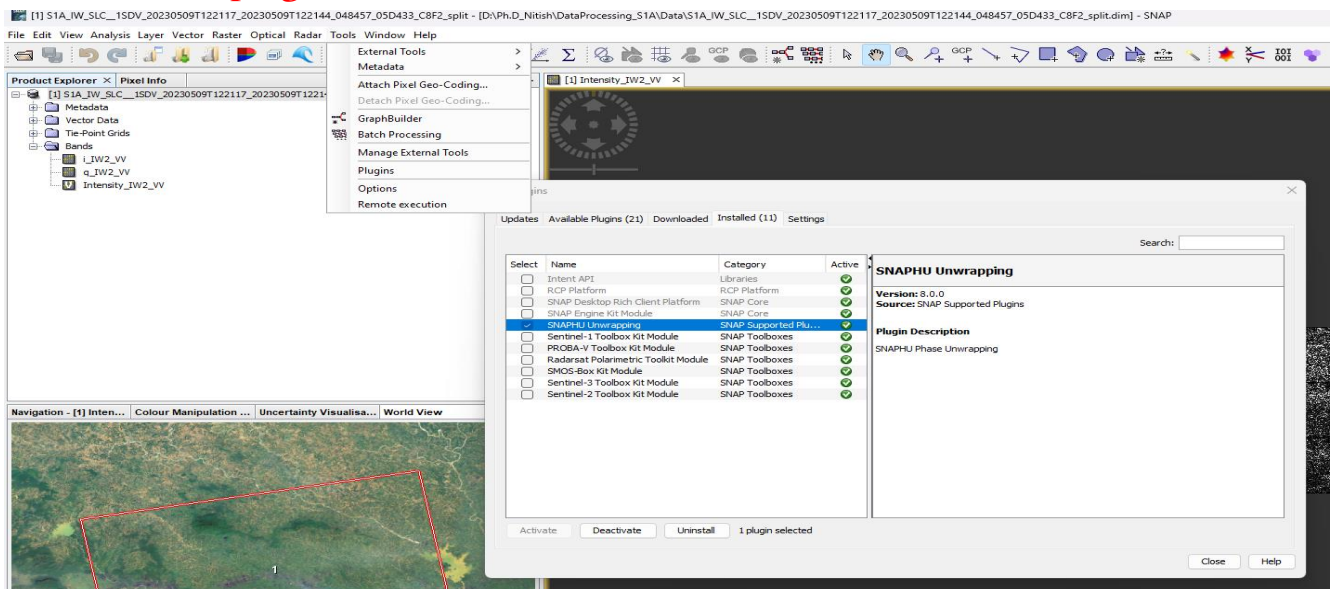 [1] S1A_IW_SLC__1SDV_20230509T122117_20230509T122144_048457_05D433_C8F2_split - [D:\Ph.D_Nitish\DataProcessing_S1A\Data\S1A_IW_SLC__1SDV_20230509T122117_20230509T122144_048457_05D433_C8F2_split.dim] - SNAP
File Edit View Analysis Layer Vector Raster Optical Radar Tools Window Help
GCP GCP
Product Explorer × Pixel Info
[1] S1A_IW_SLC__1SDV_20230509T122117_20230509T1221
Metadata
Vector Data
Tie-Point Grids
Bands
i_IW2_VV
q_IW2_VV
Intensity_IW2_VV
External Tools >
Metadata >
Attach Pixel Geo-Coding...
Detach Pixel Geo-Coding...
GraphBuilder
Batch Processing
Manage External Tools
Plugins
Options
Remote execution
[1] Intensity_IW2_VV ×
Updates Available Plugins (21) Downloaded Installed (11) Settings
Search:
Select Name Category Active
Intent API Libraries
RCP Platform RCP Platform
SNAP Desktop Rich Client Platform SNAP Core
SNAP Engine Kit Module SNAP Core
SNAPHU Unwrapping SNAP Supported Plu...
Sentinel-1 Toolbox Kit Module SNAP Toolboxes
PROBA-V Toolbox Kit Module SNAP Toolboxes
Radarsat Polarimetric Toolkit Module SNAP Toolboxes
SMOS-Box Kit Module SNAP Toolboxes
Sentinel-3 Toolbox Kit Module SNAP Toolboxes
Sentinel-2 Toolbox Kit Module SNAP Toolboxes
SNAPHU Unwrapping
Version: 8.0.0
Source: SNAP Supported Plugins
Plugin Description
SNAPHU Phase Unwrapping
Activate Deactivate Uninstall 1 plugin selected
Close Help
Navigation - [1] Inten... Colour Manipulation ... Uncertainty Visualisa... World View
1